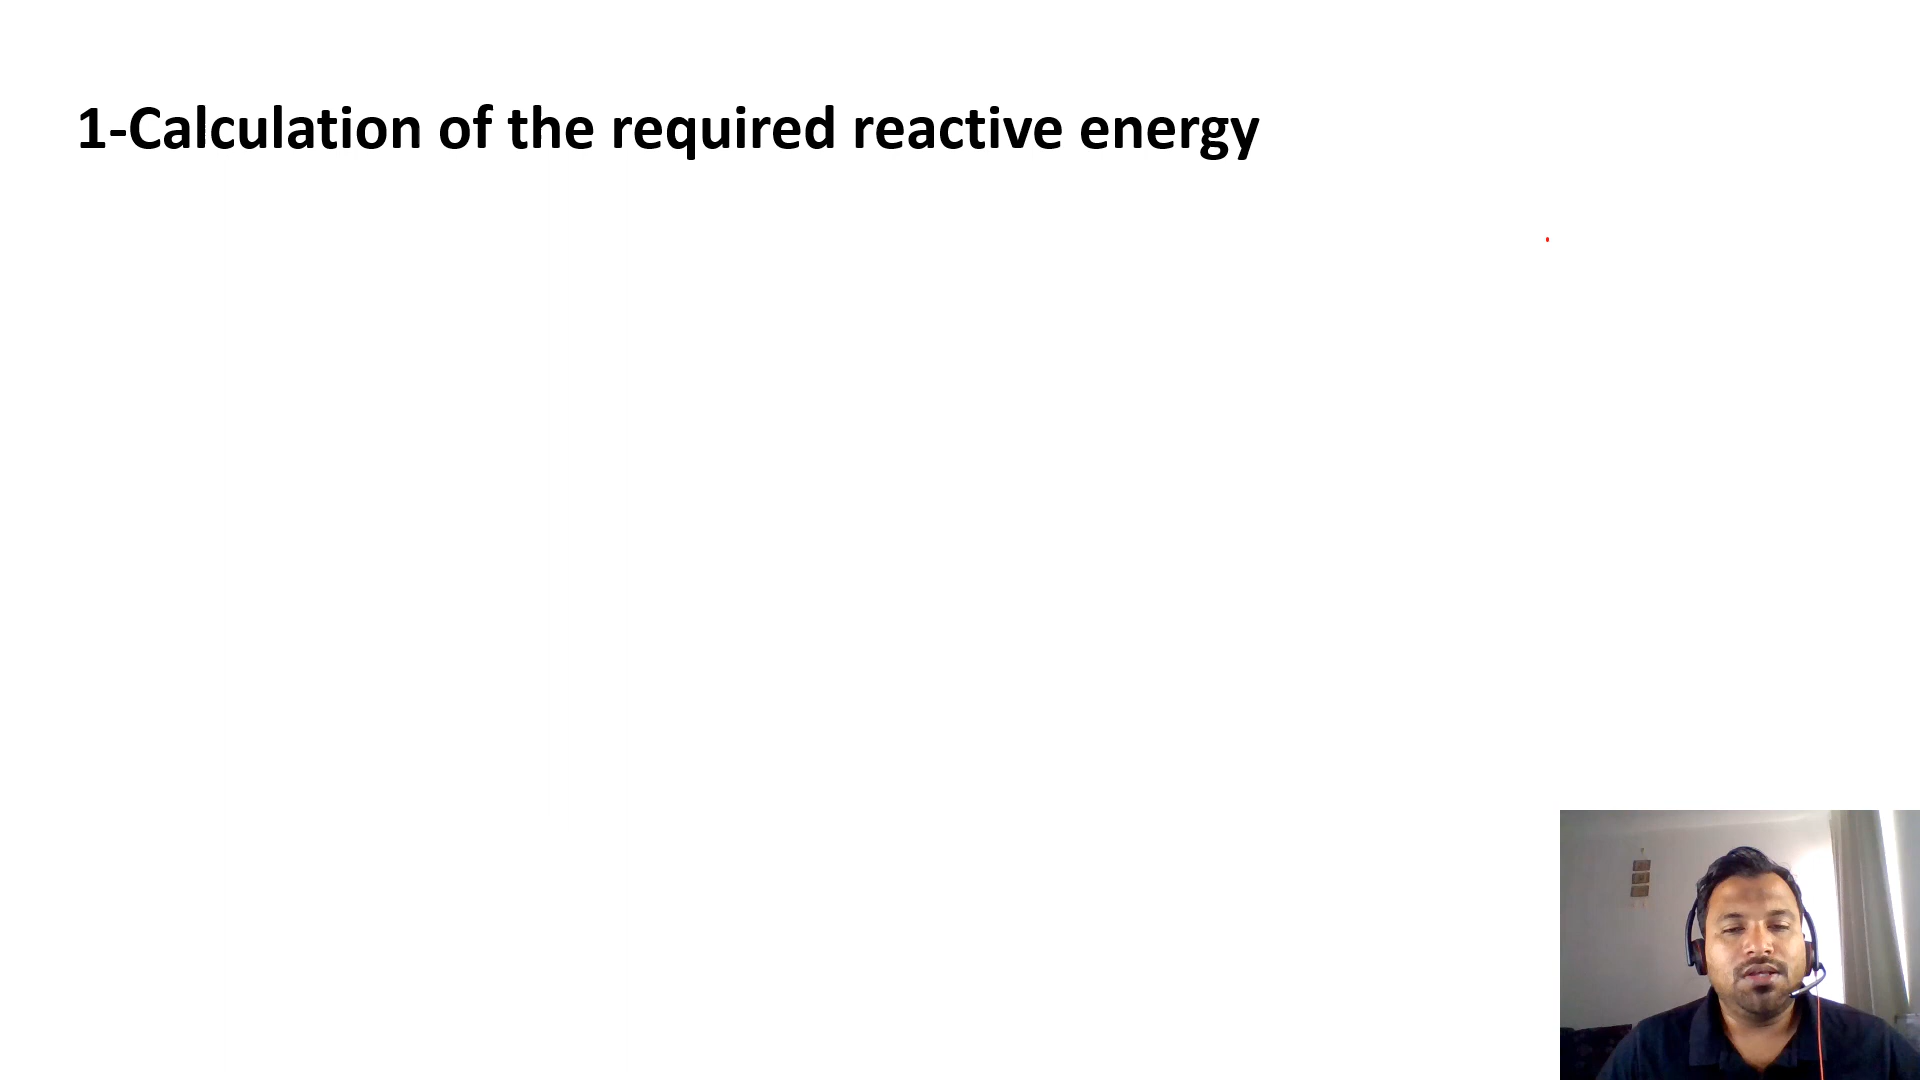 1-Calculation of the required reactive energy